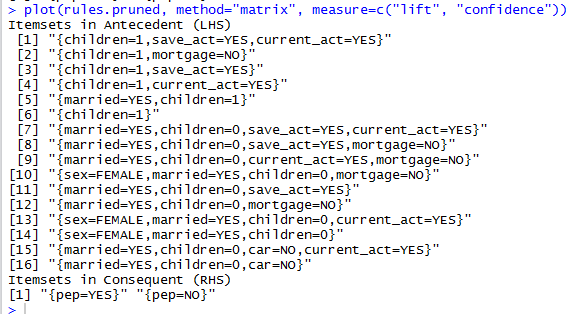 > plot(rules.pruned, method="matrix", measure=c("lift", "confidence"))
Itemsets in Antecedent (LHS)
 [1] "{children=1,save_act=YES,current_act=YES}"
 [2] "{children=1,mortgage=NO}"
 [3] "{children=1,save_act=YES}"
 [4] "{children=1,current_act=YES}"
 [5] "{married=YES,children=1}"
 [6] "{children=1}"
 [7] "{married=YES,children=0,save_act=YES,current_act=YES}"
 [8] "{married=YES,children=0,save_act=YES,mortgage=NO}"
 [9] "{married=YES,children=0,current_act=YES,mortgage=NO}"
[10] "{sex=FEMALE,married=YES,children=0,mortgage=NO}"
[11] "{married=YES,children=0,save_act=YES}"
[12] "{married=YES,children=0,mortgage=NO}"
[13] "{sex=FEMALE,married=YES,children=0,current_act=YES}"
[14] "{sex=FEMALE,married=YES,children=0}"
[15] "{married=YES,children=0,car=NO,current_act=YES}"
[16] "{married=YES,children=0,car=NO}"
Itemsets in Consequent (RHS)
[1] "{pep=YES}" "{pep=NO}"
>